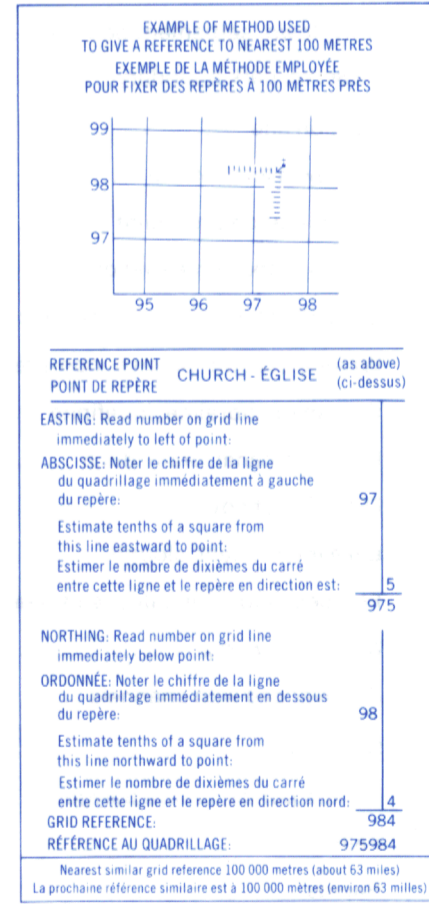 EXAMPLE OF METHOD USED
TO GIVE A REFERENCE TO NEAREST 100 METRES
EXEMPLE DE LA MÉTHODE EMPLOYÉE
POUR FIXER DES REPÈRES À 100 MÈTRES PRÈS
99
98
97
95 96 97 98
REFERENCE POINT
POINT DE REPÈRE
CHURCH - ÉGLISE
(as above)
(ci-dessus)
EASTING: Read number on grid line
immediately to left of point:
ABSCISSE: Noter le chiffre de la ligne
du quadrillage immédiatement à gauche
du repère: 97
Estimate tenths of a square from
this line eastward to point:
Estimer le nombre de dixièmes du carré
entre cette ligne et le repère en direction est: 5
975
NORTHING: Read number on grid line
immediately below point:
ORDONNÉE: Noter le chiffre de la ligne
du quadrillage immédiatement en dessous
du repère: 98
Estimate tenths of a square from
this line northward to point:
Estimer le nombre de dixièmes du carré
entre cette ligne et le repère en direction nord: 4
GRID REFERENCE: 984
RÉFÉRENCE AU QUADRILLAGE: 975984
Nearest similar grid reference 100 000 metres (about 63 miles)
La prochaine référence similaire est à 100 000 mètres (environ 63 milles)